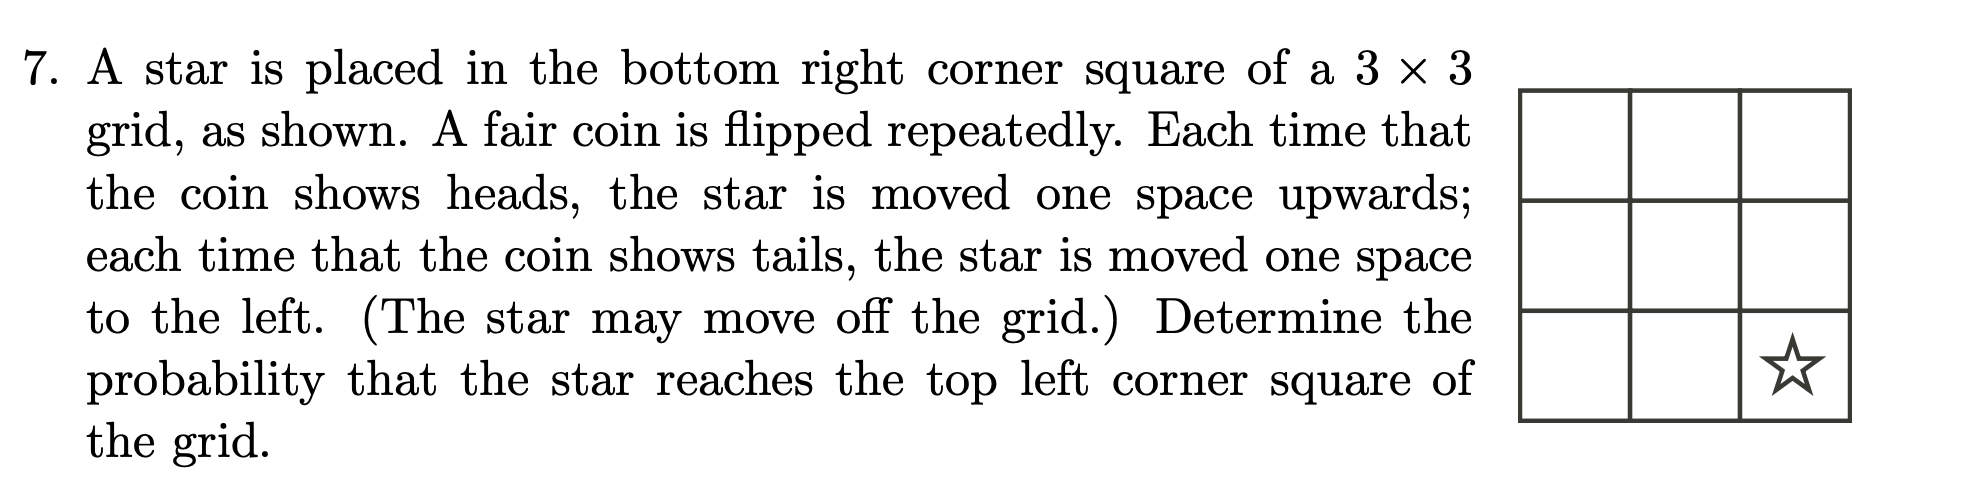 7. A star is placed in the bottom right corner square of a 3 × 3
grid, as shown. A fair coin is flipped repeatedly. Each time that
the coin shows heads, the star is moved one space upwards;
each time that the coin shows tails, the star is moved one space
to the left. (The star may move off the grid.) Determine the
probability that the star reaches the top left corner square of
the grid.